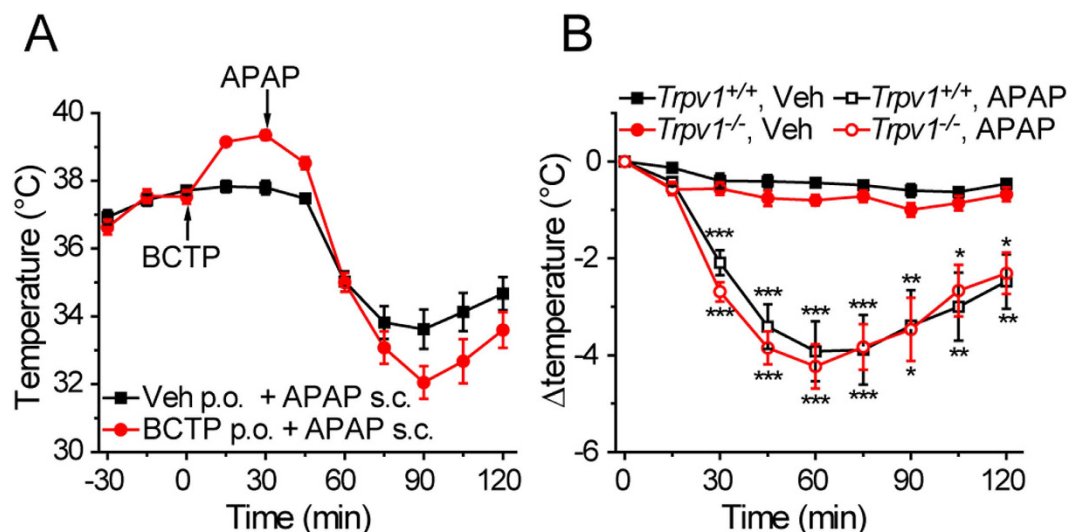 A
APAP
BCTP
Temperature (°C)
40
38
36
34
32
30
Veh p.o. + APAP s.c.
BCTP p.o. + APAP s.c.
-30 0 30 60 90 120
Time (min)
B
Trpv1+/+, Veh Trpv1+/+, APAP
Trpv1-/-, Veh Trpv1-/-, APAP
Δtemperature (°C)
0
-2
-4
-6
*** *** *** *** ** * *
*** *** *** *** * ** **
0 30 60 90 120
Time (min)